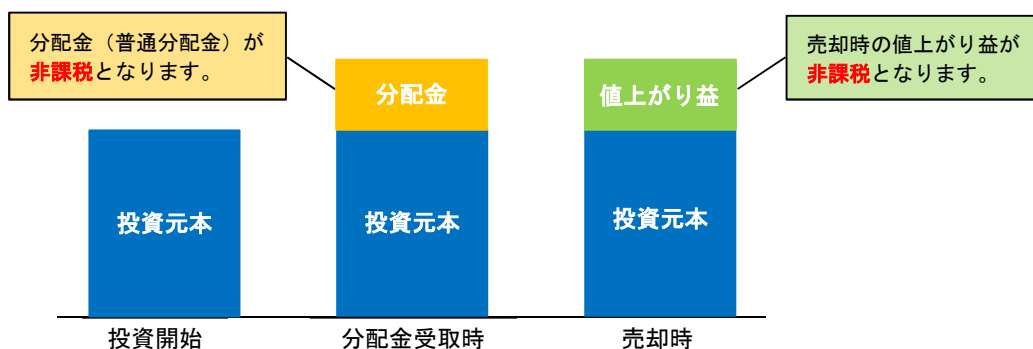 分配金（普通分配金）が
非課税となります。
売却時の値上がり益が
非課税となります。
分配金
値上がり益
投資元本
投資元本
投資元本
投資開始
分配金受取時
売却時